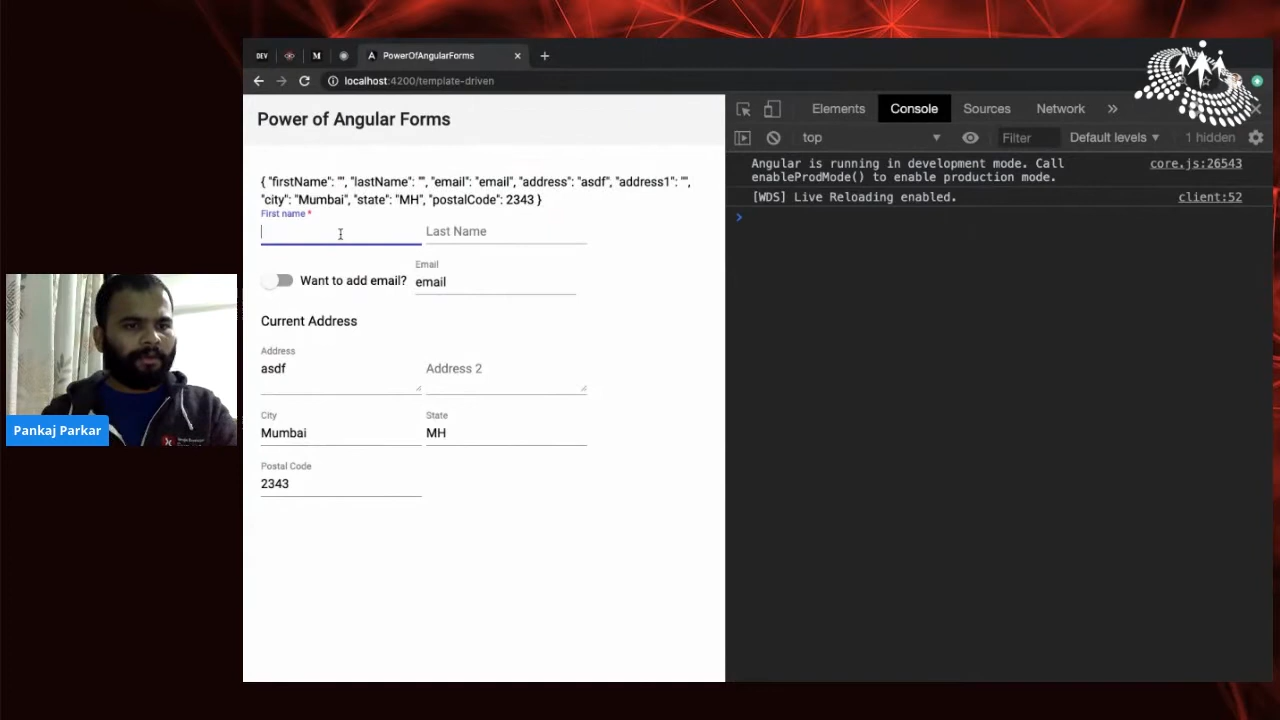 DEV
M
A PowerOfAngularForms
localhost:4200/template-driven
Power of Angular Forms
{ "firstName": "", "lastName": "", "email": "email", "address": "asdf", "address1": "",
"city": "Mumbai", "state": "MH", "postalCode": 2343 }
First name *
Last Name
Want to add email?
Email
email
Current Address
Address
asdf
Address 2
City
Mumbai
State
MH
Postal Code
2343
Elements Console Sources Network
top Filter Default levels 1 hidden
Angular is running in development mode. Call core.js:26543
enableProdMode() to enable production mode.
[WDS] Live Reloading enabled. client:52
Pankaj Parkar